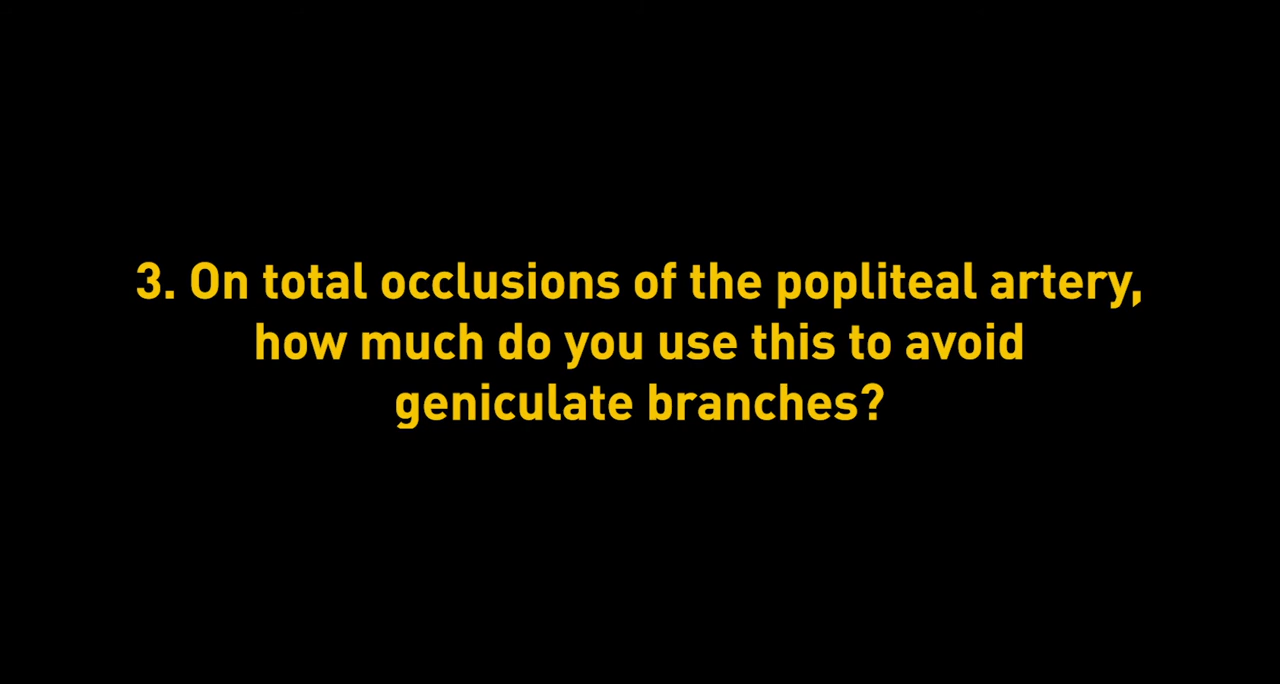 3. On total occlusions of the popliteal artery,
how much do you use this to avoid
geniculate branches?